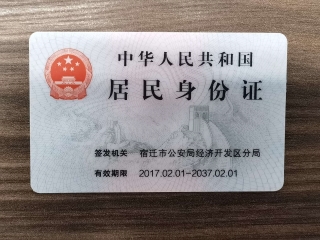 中华人民共和国
居民身份证
签发机关 宿迁市公安局经济开发区分局
有效期限 2017.02.01-2037.02.01